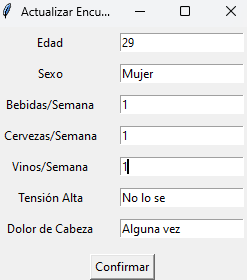 Actualizar Encu...
Edad 29
Sexo Mujer
Bebidas/Semana 1
Cervezas/Semana 1
Vinos/Semana 1
Tensión Alta No lo se
Dolor de Cabeza Alguna vez
Confirmar